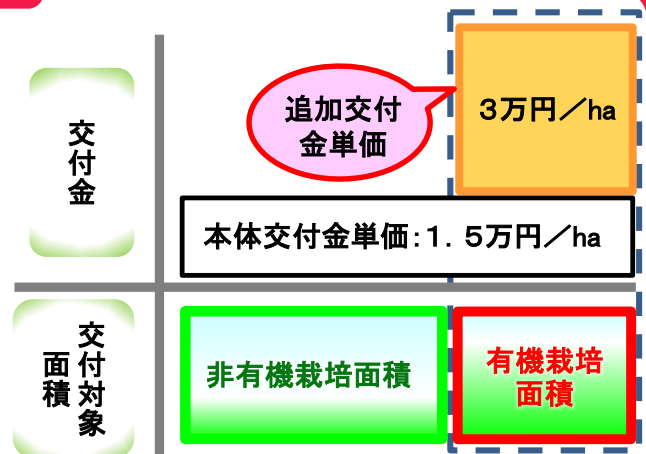 交付金
追加交付
金単価
３万円／ha
本体交付金単価：１．５万円／ha
交付対象
面積
非有機栽培面積
有機栽培
面積